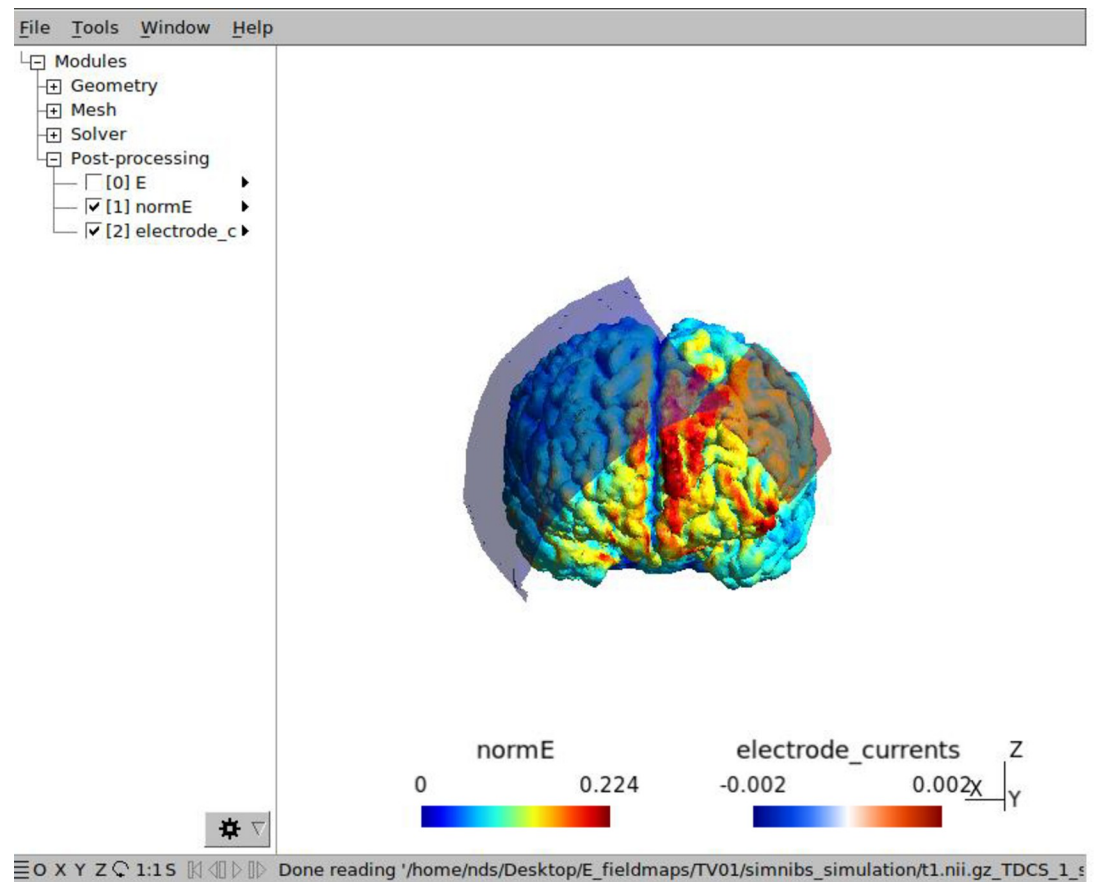 File Tools Window Help
Modules
Geometry
Mesh
Solver
Post-processing
[0] E
[1] normE
[2] electrode_c
normE
0 0.224
electrode_currents
-0.002 0.002
Z
X
Y
O X Y Z 1:1 S Done reading '/home/nds/Desktop/E_fieldmaps/TV01/simnibs_simulation/t1.nii.gz_TDCS_1_s